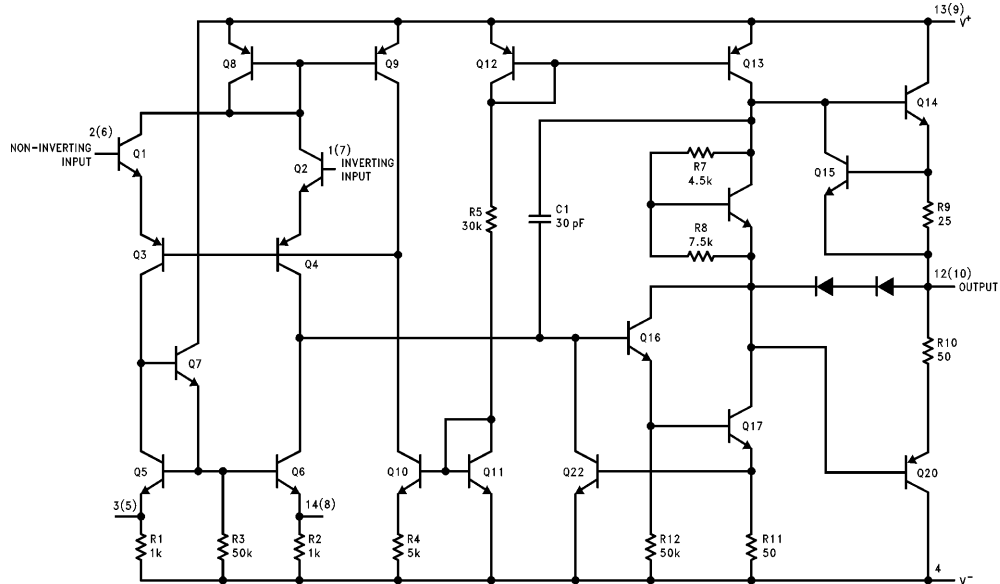 13(9)
V+
Q8
Q9
Q12
Q13
Q14
2(6)
NON-INVERTING
INPUT
Q1
1(7)
Q2
INVERTING
INPUT
R7
4.5k
Q15
R5
30k
C1
30 pF
R9
25
R8
7.5k
Q3
Q4
12(10)
OUTPUT
Q16
R10
50
Q7
Q17
Q5
Q6
Q10
Q11
Q22
Q20
3(5)
14(8)
R1
1k
R3
50k
R2
1k
R4
5k
R12
50k
R11
50
4
V-